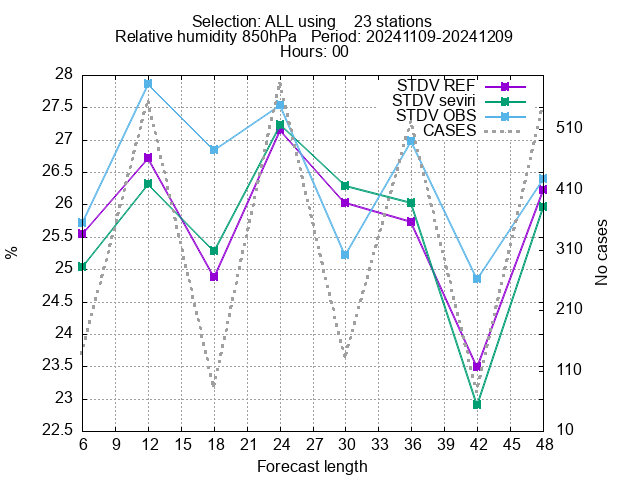 Selection: ALL using 23 stations
Relative humidity 850hPa Period: 20241109-20241209
Hours: 00
STDV REF
STDV seviri
STDV OBS
CASES
28
27.5
27
26.5
26
25.5
25
24.5
24
23.5
23
22.5
%
510
410
310
210
110
10
No cases
6 9 12 15 18 21 24 27 30 33 36 39 42 45 48
Forecast length